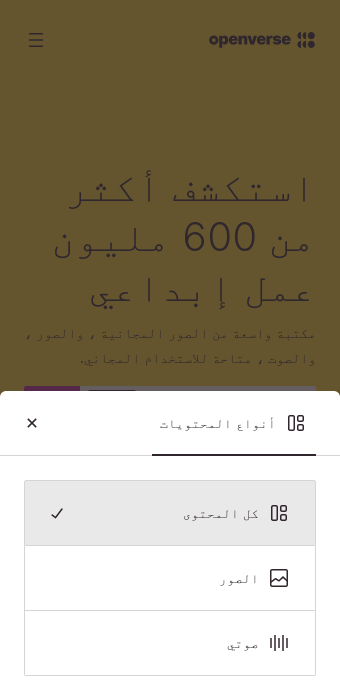 openverse
استكشف أكثر
من 600 مليون
عمل إبداعي
مكتبة واسعة من الصور المجانية ، والصور ،
والصوت ، متاحة للاستخدام المجاني.
أنواع المحتويات
كل المحتوى
الصور
صوتي